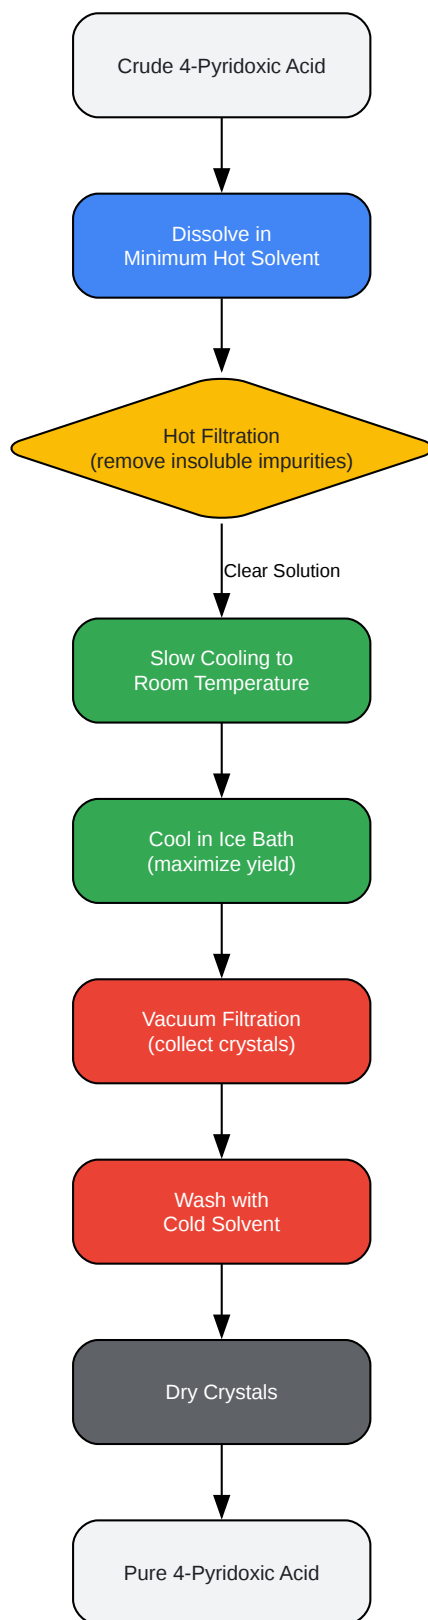 Crude 4-Pyridoxic Acid
Dissolve in
Minimum Hot Solvent
Hot Filtration
(remove insoluble impurities)
Clear Solution
Slow Cooling to
Room Temperature
Cool in Ice Bath
(maximize yield)
Vacuum Filtration
(collect crystals)
Wash with
Cold Solvent
Dry Crystals
Pure 4-Pyridoxic Acid